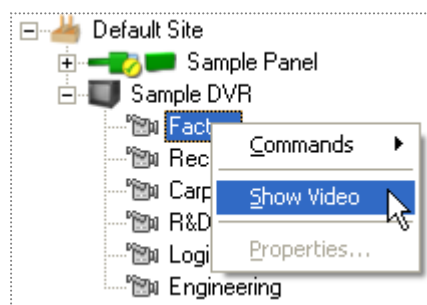 Default Site
Sample Panel
Sample DVR
Fact
Commands
Rec
Carp
Show Video
R&D
Logi
Properties...
Engineering